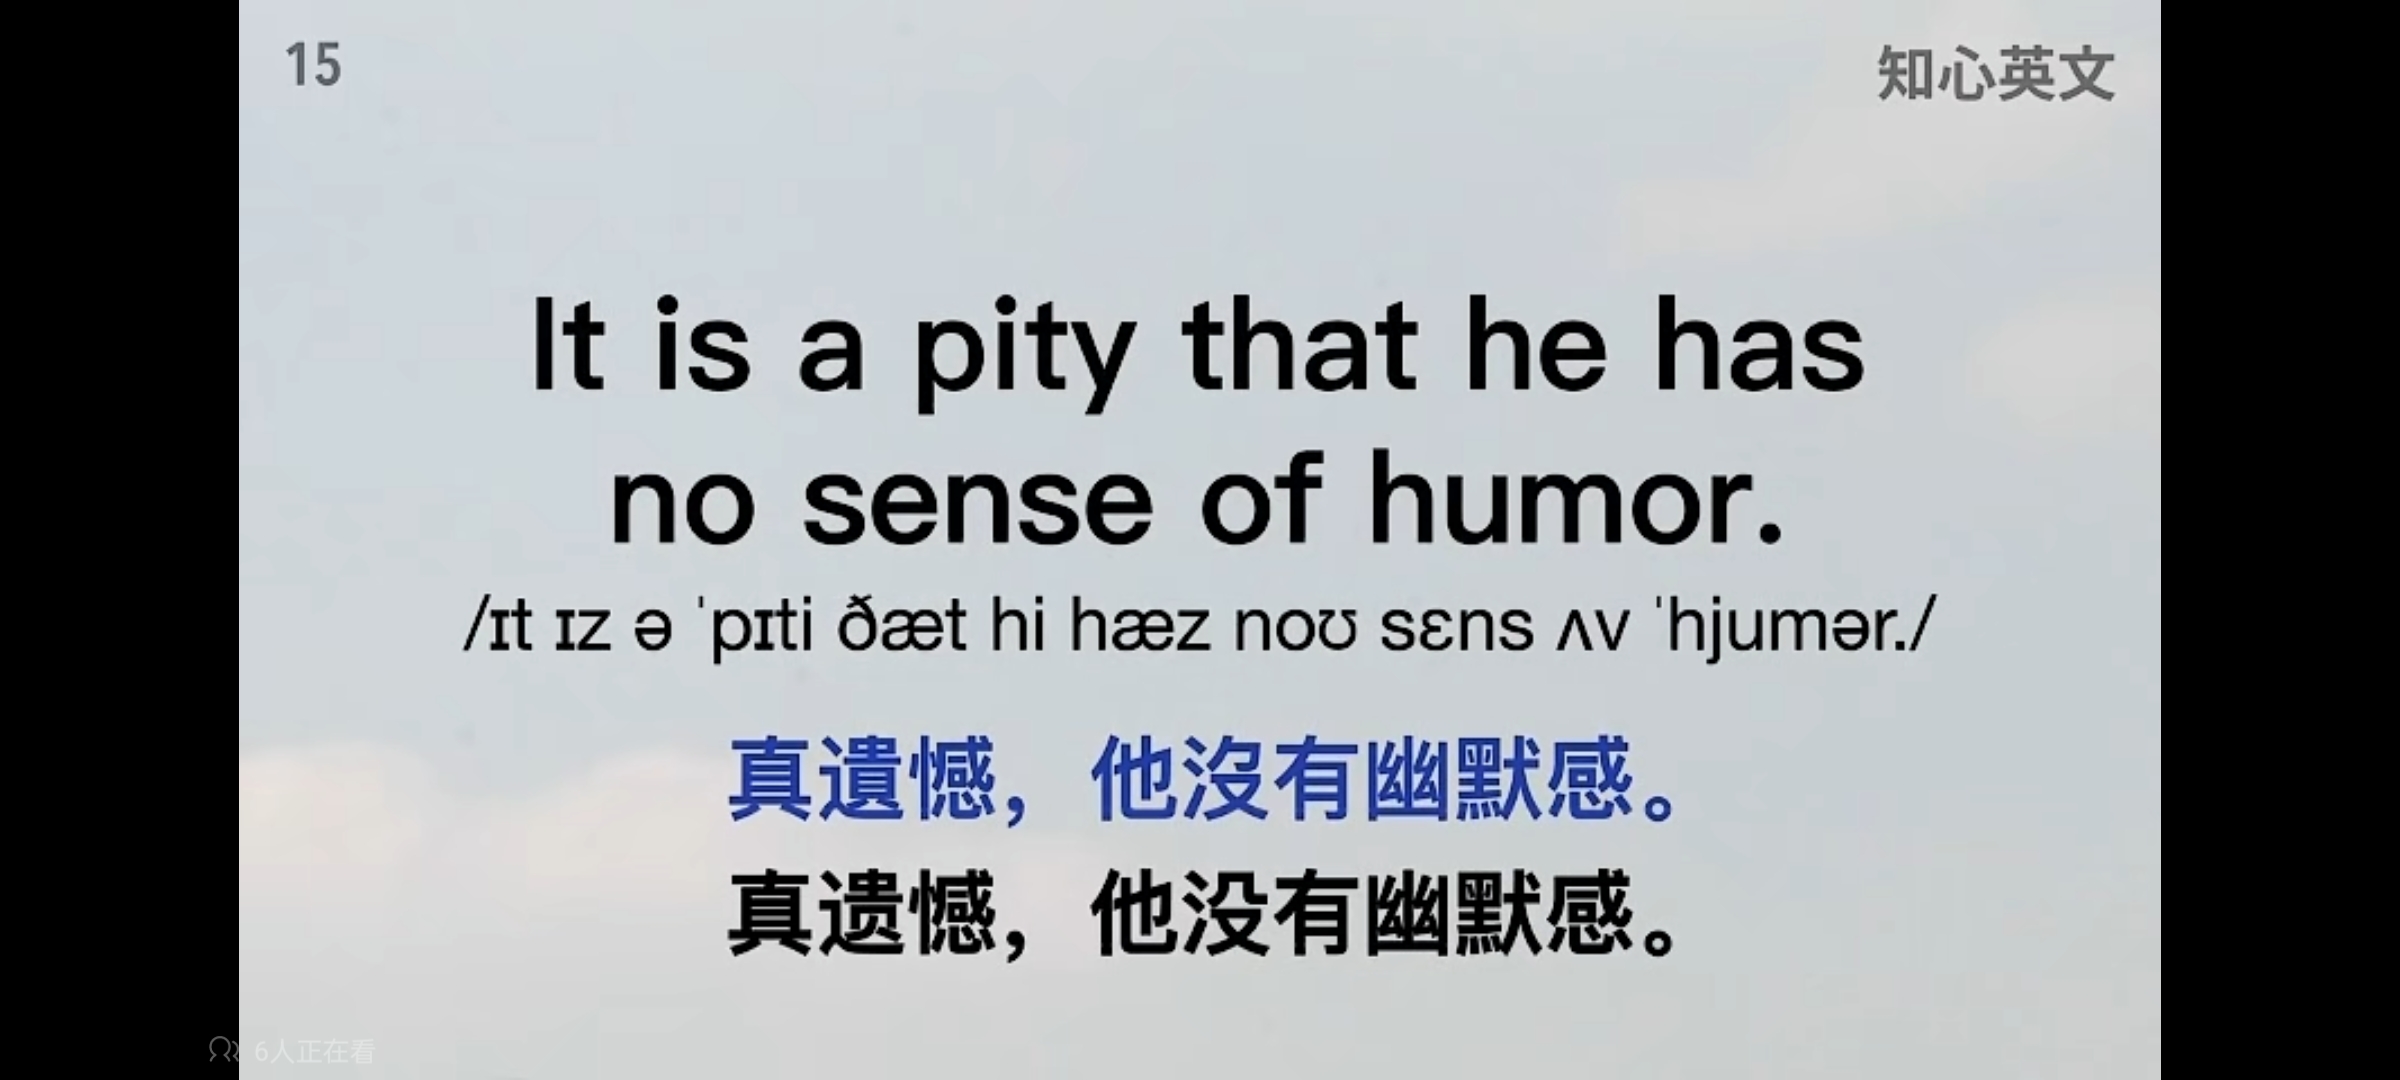 15
知心英文
It is a pity that he has
no sense of humor.
/ɪt ɪz ə ˈpɪti ðæt hi hæz noʊ sɛns ʌv ˈhjumər./
真遺憾，他沒有幽默感。
真遗憾，他没有幽默感。
6人正在看